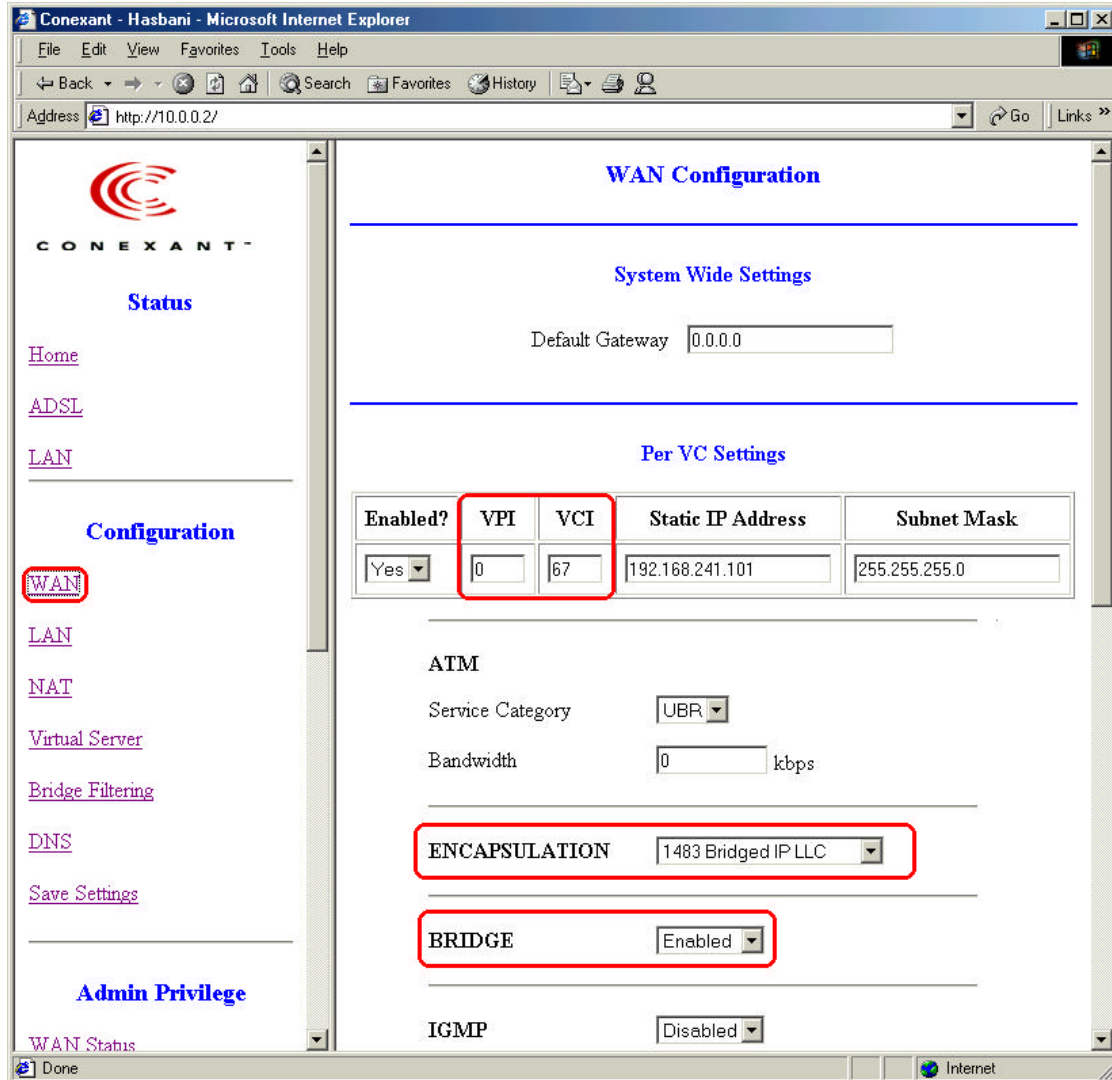 Conexant - Hasbani - Microsoft Internet Explorer
File Edit View Favorites Tools Help
Back Search Favorites History
Address http://10.0.0.2/ Go Links »
CONEXANT
Status
Home
ADSL
LAN
Configuration
WAN
LAN
NAT
Virtual Server
Bridge Filtering
DNS
Save Settings
Admin Privilege
WAN Status
WAN Configuration
System Wide Settings
Default Gateway 0.0.0.0
Per VC Settings
Enabled? VPI VCI Static IP Address Subnet Mask
Yes 0 67 192.168.241.101 255.255.255.0
ATM
Service Category UBR
Bandwidth 0 kbps
ENCAPSULATION 1483 Bridged IP LLC
BRIDGE Enabled
IGMP Disabled
Done Internet